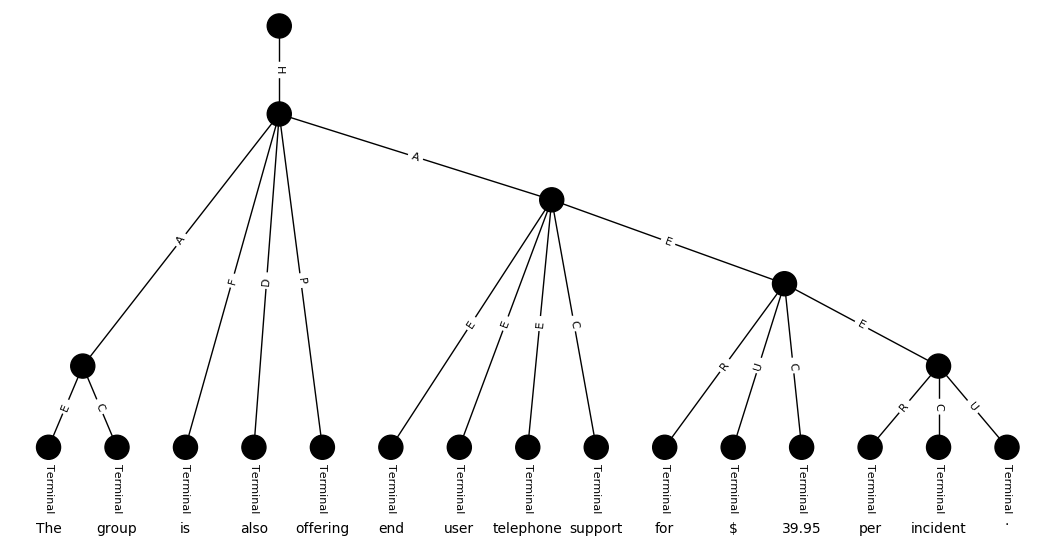 H
A
A
F
D
P
E
E
E
E
C
E
R
U
C
E
C
R
C
U
Terminal Terminal Terminal Terminal Terminal Terminal Terminal Terminal Terminal Terminal Terminal Terminal Terminal Terminal Terminal
The group is also offering end user telephone support for $ 39.95 per incident .